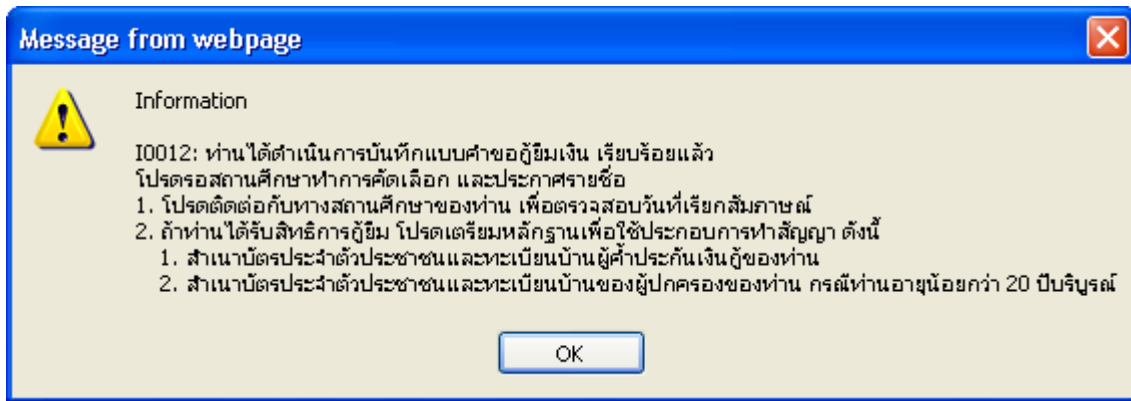 Message from webpage
Information
I0012: ท่านได้ดำเนินการบันทึกแบบคำขอกู้ยืมเงิน เรียบร้อยแล้ว
โปรดรอสถานศึกษาทำการคัดเลือก และประกาศรายชื่อ
1. โปรดติดต่อกับทางสถานศึกษาของท่าน เพื่อตรวจสอบวันที่เรียกสัมภาษณ์
2. ถ้าท่านได้รับสิทธิการกู้ยืม โปรดเตรียมหลักฐานเพื่อใช้ประกอบการทำสัญญา ดังนี้
1. สำเนาบัตรประจำตัวประชาชนและทะเบียนบ้านผู้ค้ำประกันเงินกู้ของท่าน
2. สำเนาบัตรประจำตัวประชาชนและทะเบียนบ้านของผู้ปกครองของท่าน กรณีท่านอายุน้อยกว่า 20 ปีบริบูรณ์
OK